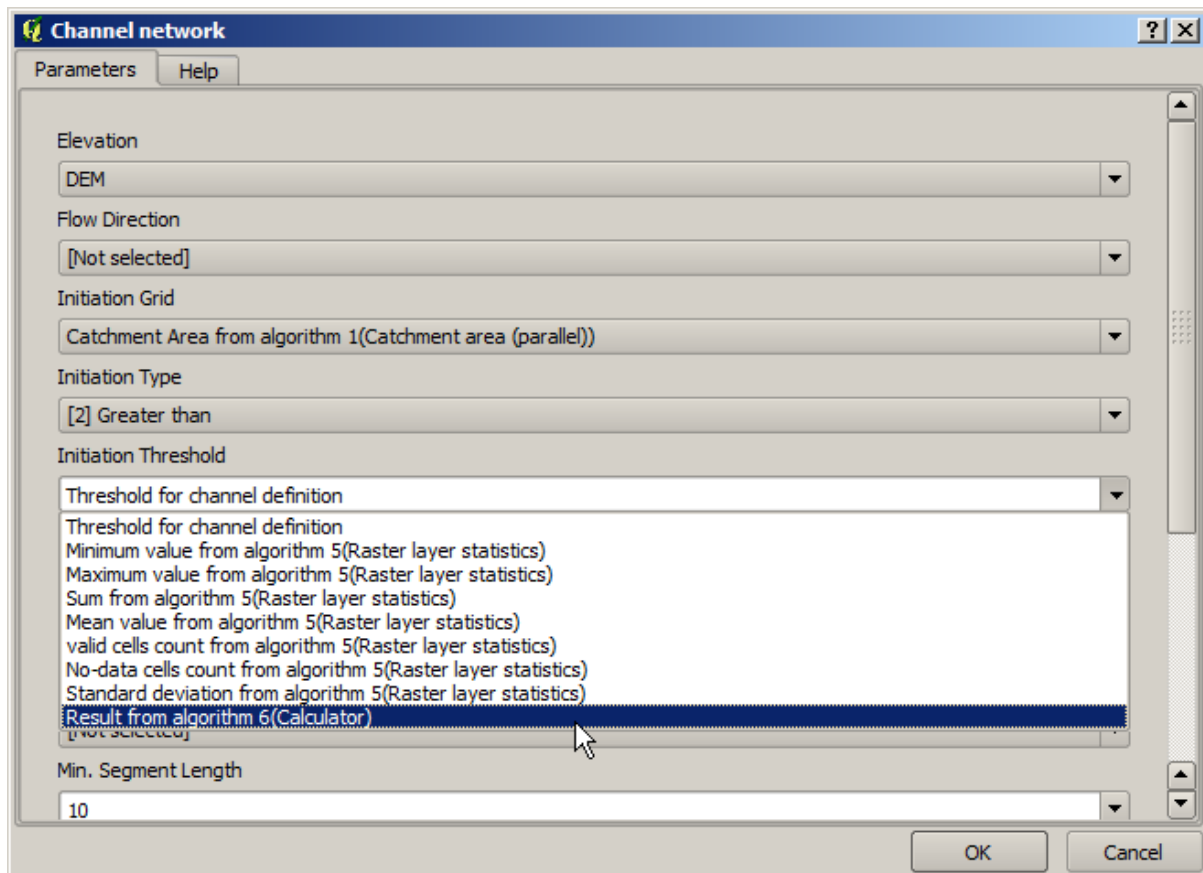 Channel network
Parameters Help
Elevation
DEM
Flow Direction
[Not selected]
Initiation Grid
Catchment Area from algorithm 1(Catchment area (parallel))
Initiation Type
[2] Greater than
Initiation Threshold
Threshold for channel definition
Threshold for channel definition
Minimum value from algorithm 5(Raster layer statistics)
Maximum value from algorithm 5(Raster layer statistics)
Sum from algorithm 5(Raster layer statistics)
Mean value from algorithm 5(Raster layer statistics)
valid cells count from algorithm 5(Raster layer statistics)
No-data cells count from algorithm 5(Raster layer statistics)
Standard deviation from algorithm 5(Raster layer statistics)
Result from algorithm 6(Calculator)
[Not selected]
Min. Segment Length
10
OK Cancel